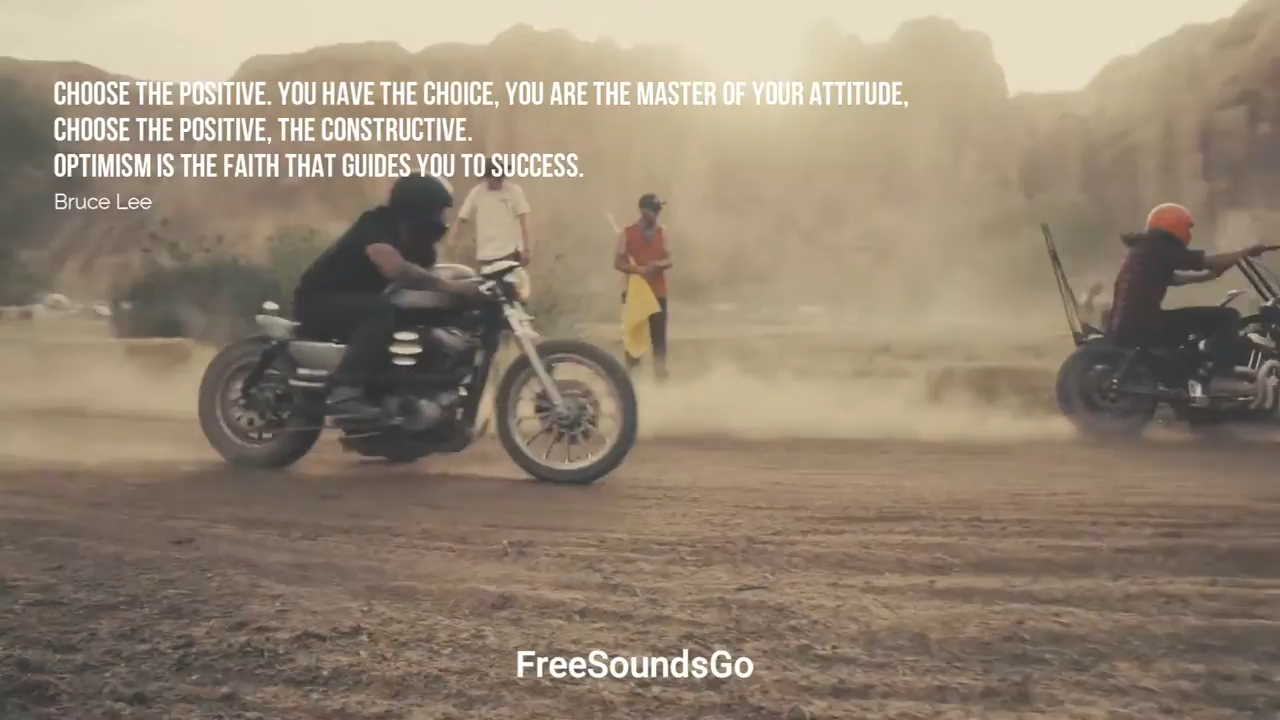 CHOOSE THE POSITIVE. YOU HAVE THE CHOICE, YOU ARE THE MASTER OF YOUR ATTITUDE,
CHOOSE THE POSITIVE, THE CONSTRUCTIVE.
OPTIMISM IS THE FAITH THAT GUIDES YOU TO SUCCESS.
Bruce Lee
FreeSoundsGo